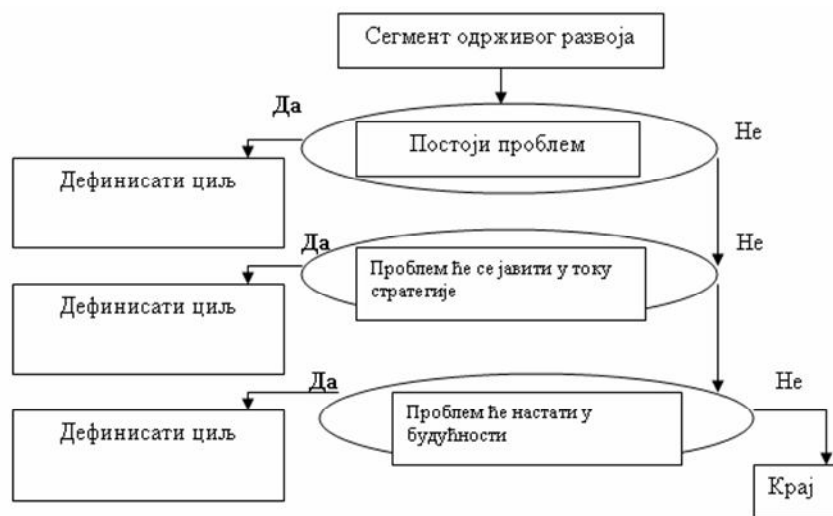 Сегмент одрживог развоја
Да
Постоји проблем
Не
Дефинисати циљ
Да
Не
Проблем ће се јавити у току
стратегије
Дефинисати циљ
Да
Не
Проблем ће настати у
будућности
Дефинисати циљ
Крај